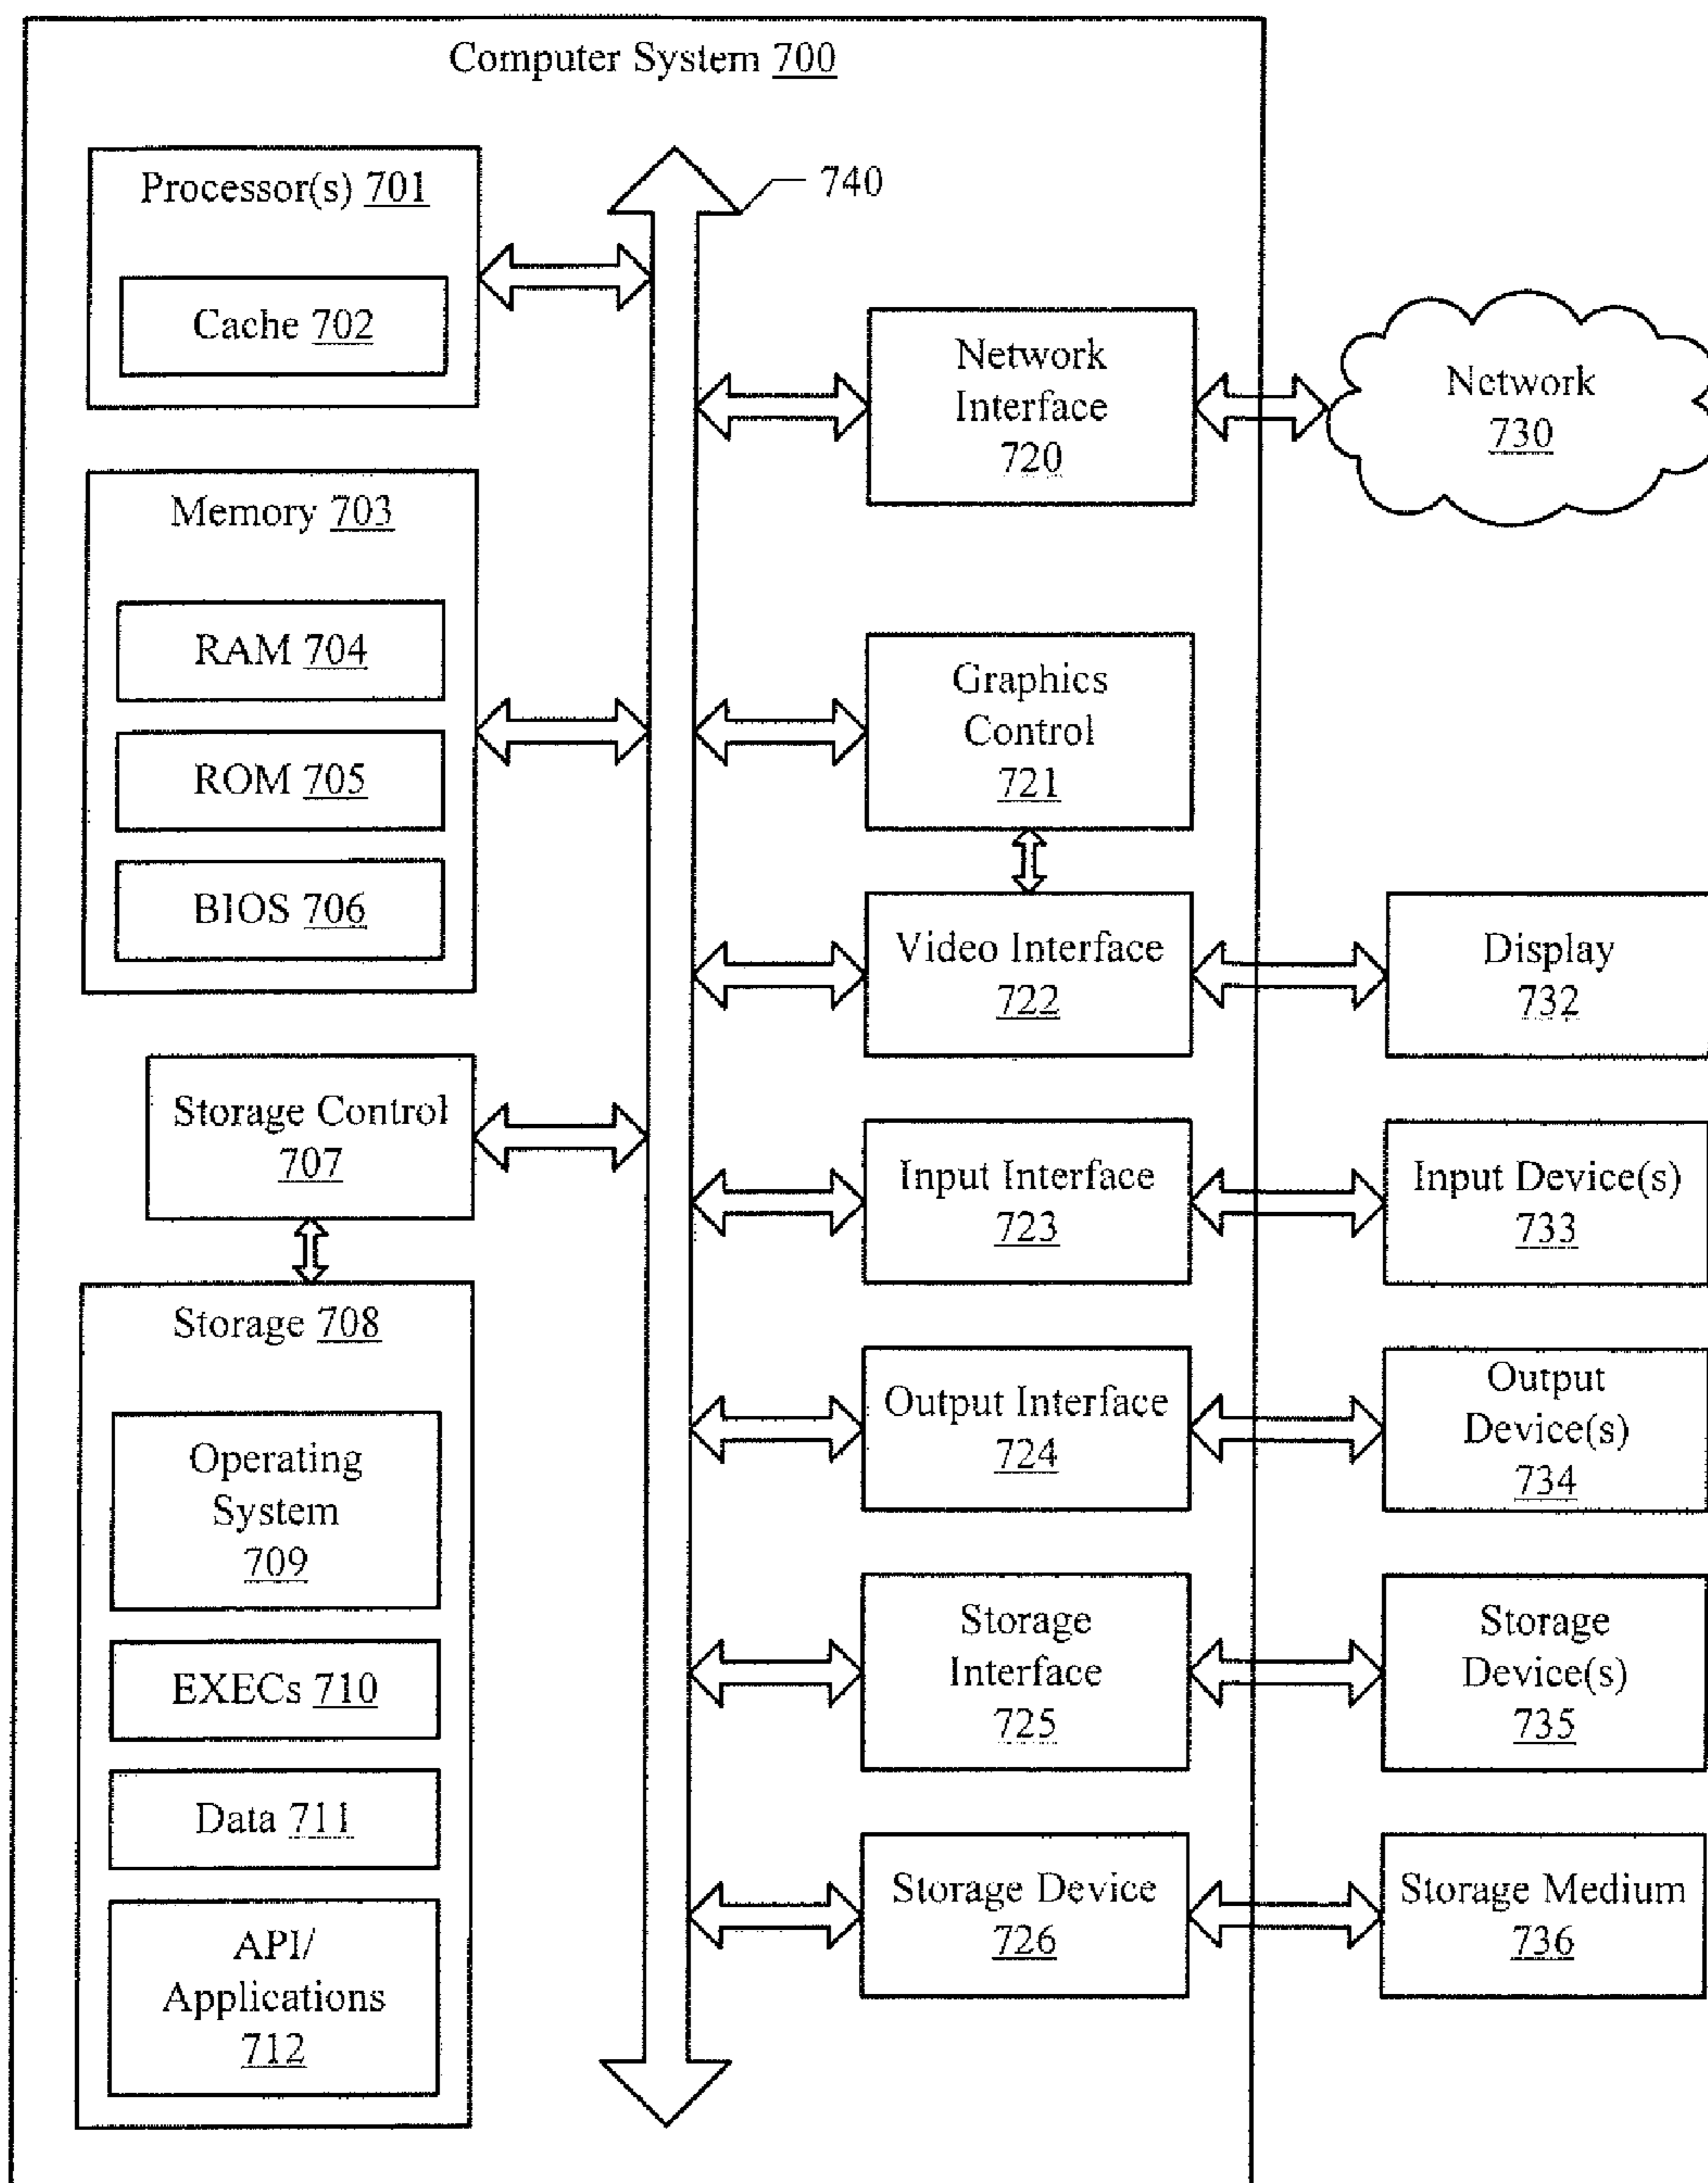 Computer System 700
Processor(s) 701
Cache 702
740
Network
Interface
720
Network
730
Memory 703
RAM 704
ROM 705
BIOS 706
Graphics
Control
721
Video Interface
722
Display
732
Storage Control
707
Input Interface
723
Input Device(s)
733
Storage 708
Operating
System
709
EXECs 710
Data 711
API/
Applications
712
Output Interface
724
Output
Device(s)
734
Storage
Interface
725
Storage
Device(s)
735
Storage Device
726
Storage Medium
736